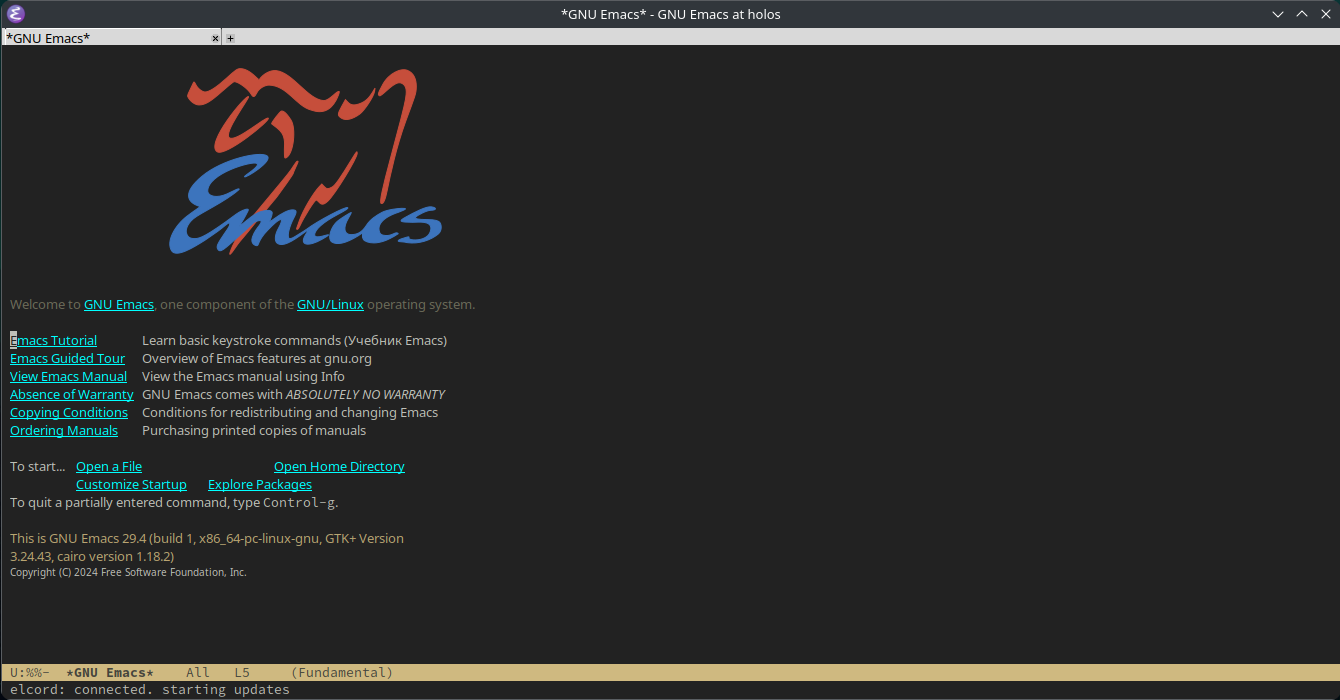 *GNU Emacs* - GNU Emacs at holos
*GNU Emacs* × +
Emacs
Welcome to GNU Emacs, one component of the GNU/Linux operating system.
Emacs Tutorial Learn basic keystroke commands (Учебник Emacs)
Emacs Guided Tour Overview of Emacs features at gnu.org
View Emacs Manual View the Emacs manual using Info
Absence of Warranty GNU Emacs comes with ABSOLUTELY NO WARRANTY
Copying Conditions Conditions for redistributing and changing Emacs
Ordering Manuals Purchasing printed copies of manuals
To start... Open a File Open Home Directory
Customize Startup Explore Packages
To quit a partially entered command, type Control-g.
This is GNU Emacs 29.4 (build 1, x86_64-pc-linux-gnu, GTK+ Version
3.24.43, cairo version 1.18.2)
Copyright (C) 2024 Free Software Foundation, Inc.
U:%%- *GNU Emacs* All L5 (Fundamental)
elcord: connected. starting updates